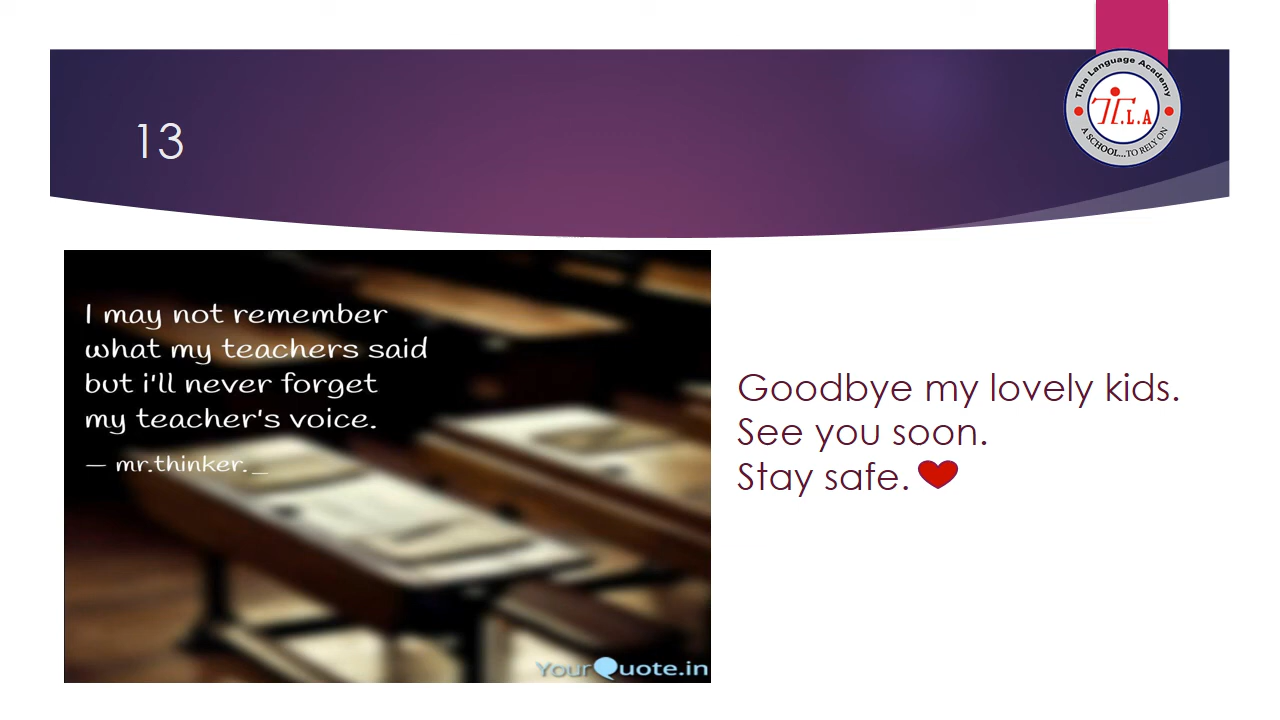 13
Tiba Language Academy
T.L.A
A SCHOOL...TO RELY ON
I may not remember
what my teachers said
but i'll never forget
my teacher's voice.
— mr.thinker._
YourQuote.in
Goodbye my lovely kids.
See you soon.
Stay safe.